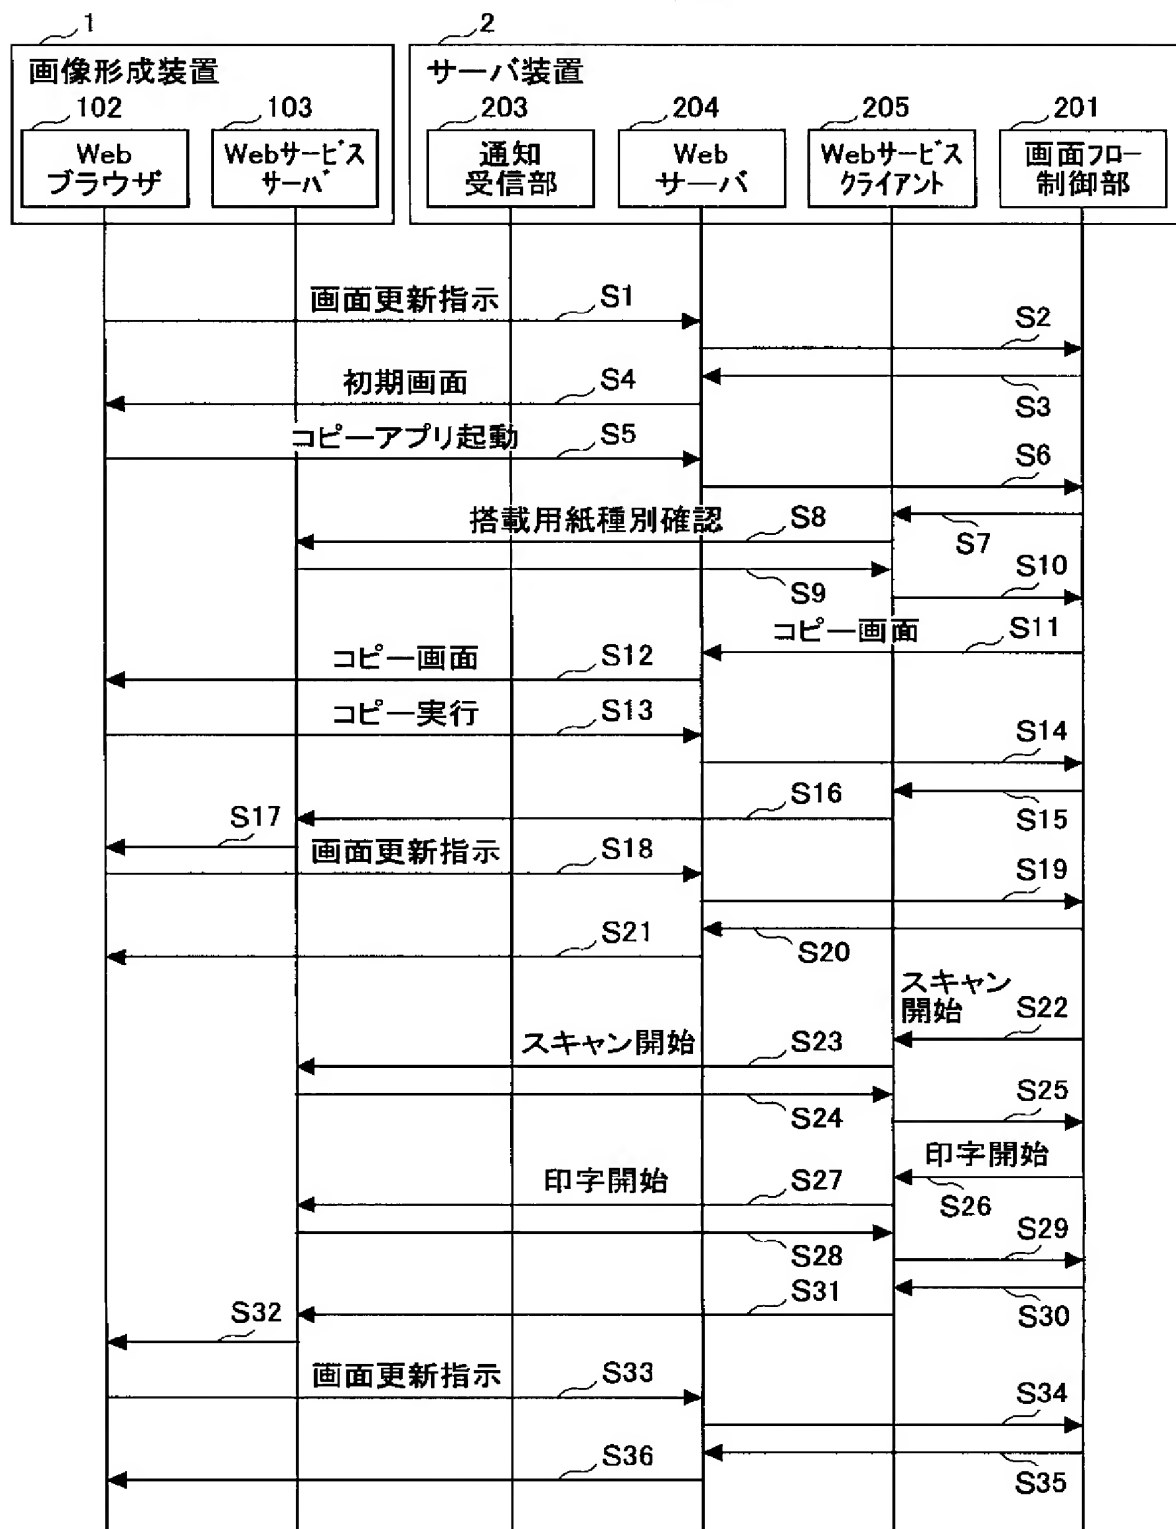 1
2
画像形成装置
サーバ装置
102
103
203
204
205
201
Web
ブラウザ
Webサービス
サーバ
通知
受信部
Web
サーバ
Webサービス
クライアント
画面フロー
制御部
画面更新指示
S1
S2
初期画面
S4
S3
コピーアプリ起動
S5
S6
搭載用紙種別確認
S8
S7
S9
S10
コピー画面
S11
コピー画面
S12
コピー実行
S13
S14
S16
S15
S17
画面更新指示
S18
S19
S21
S20
スキャン
開始
S22
スキャン開始
S23
S24
S25
印字開始
S26
印字開始
S27
S28
S29
S31
S30
S32
画面更新指示
S33
S34
S36
S35